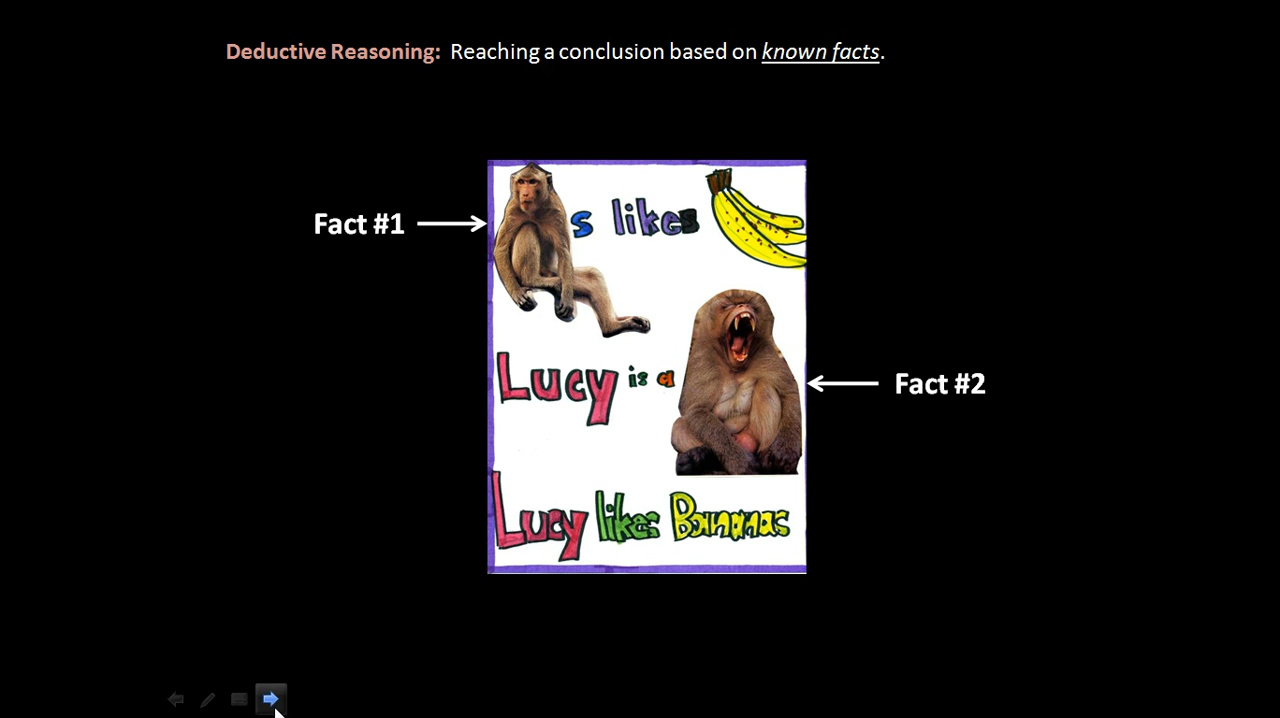 Deductive Reasoning: Reaching a conclusion based on known facts.
Fact #1
s likes
Lucy is a
Fact #2
Lucy likes Bananas